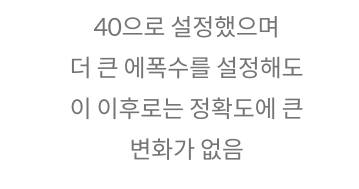 40으로 설정했으며
더 큰 에폭수를 설정해도
이 이후로는 정확도에 큰
변화가 없음